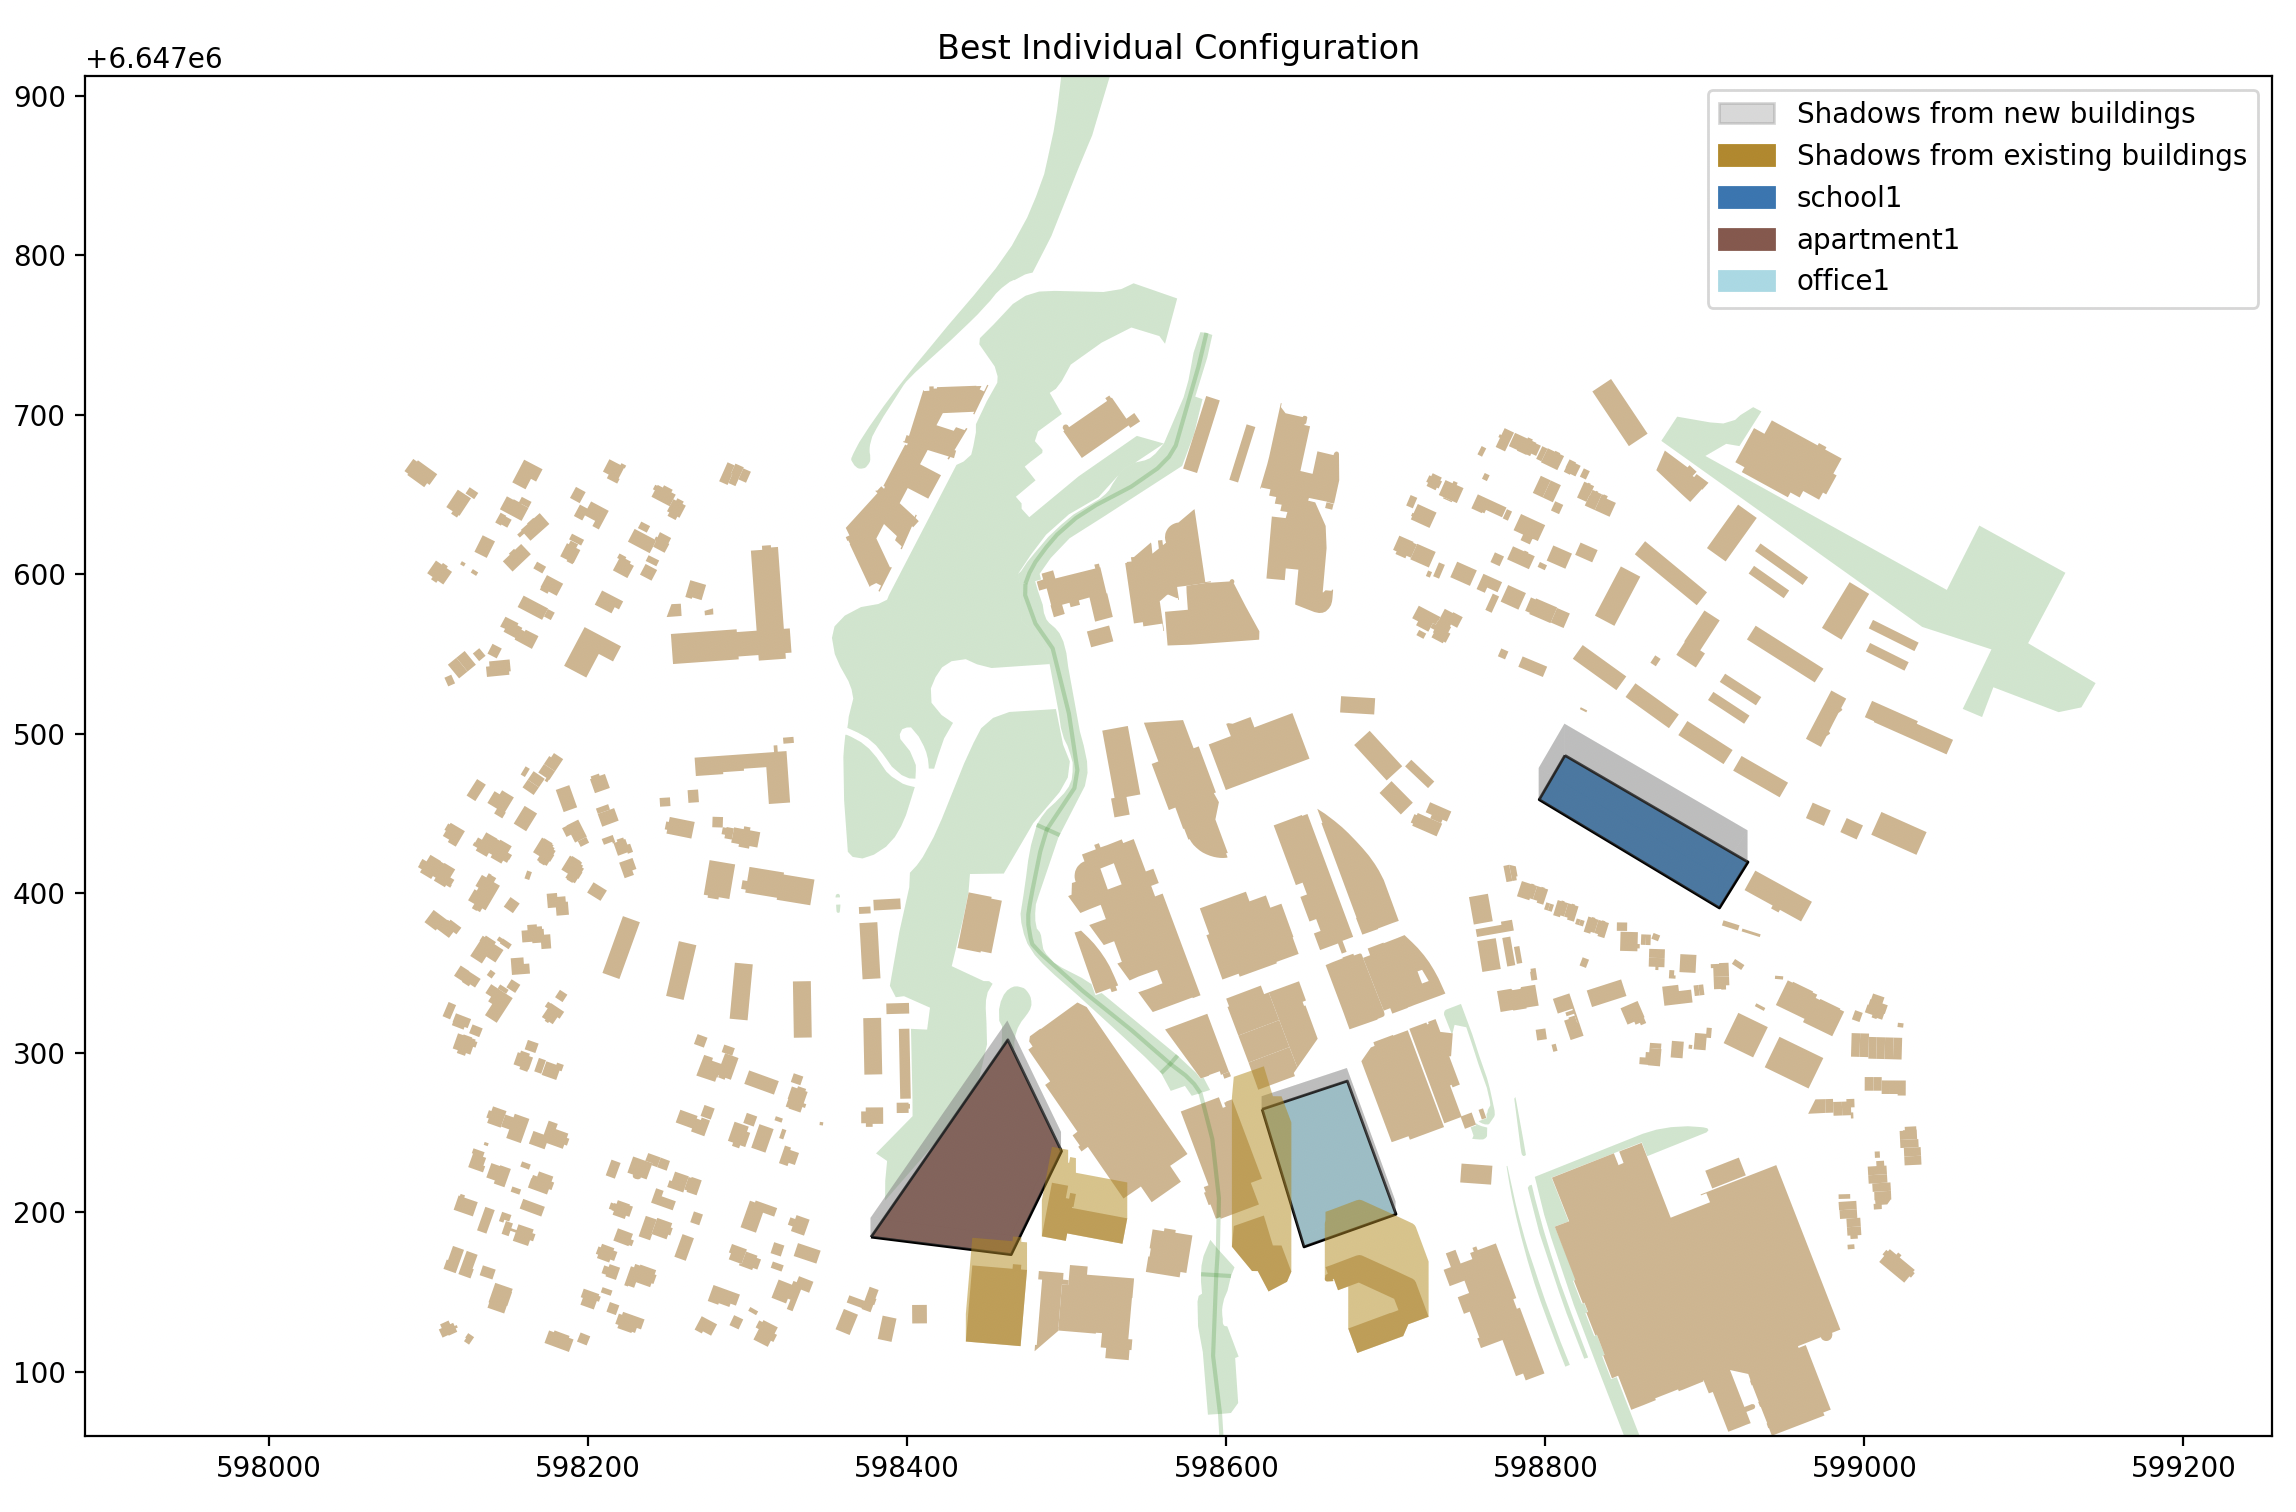 Best Individual Configuration
+6.647e6
900
800
700
600
500
400
300
200
100
598000 598200 598400 598600 598800 599000 599200
Shadows from new buildings
Shadows from existing buildings
school1
apartment1
office1